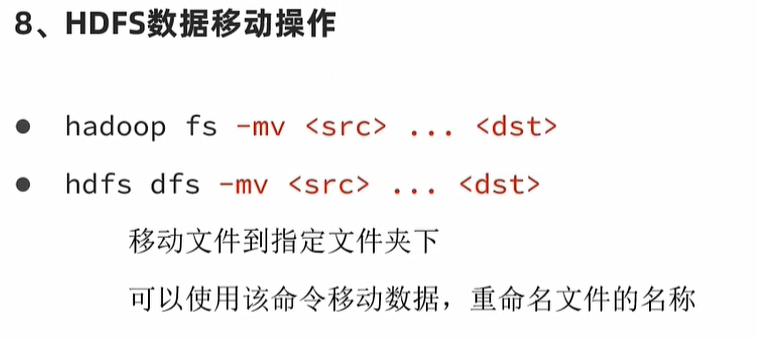 8、HDFS数据移动操作
● hadoop fs -mv <src> ... <dst>
● hdfs dfs -mv <src> ... <dst>
移动文件到指定文件夹下
可以使用该命令移动数据，重命名文件的名称